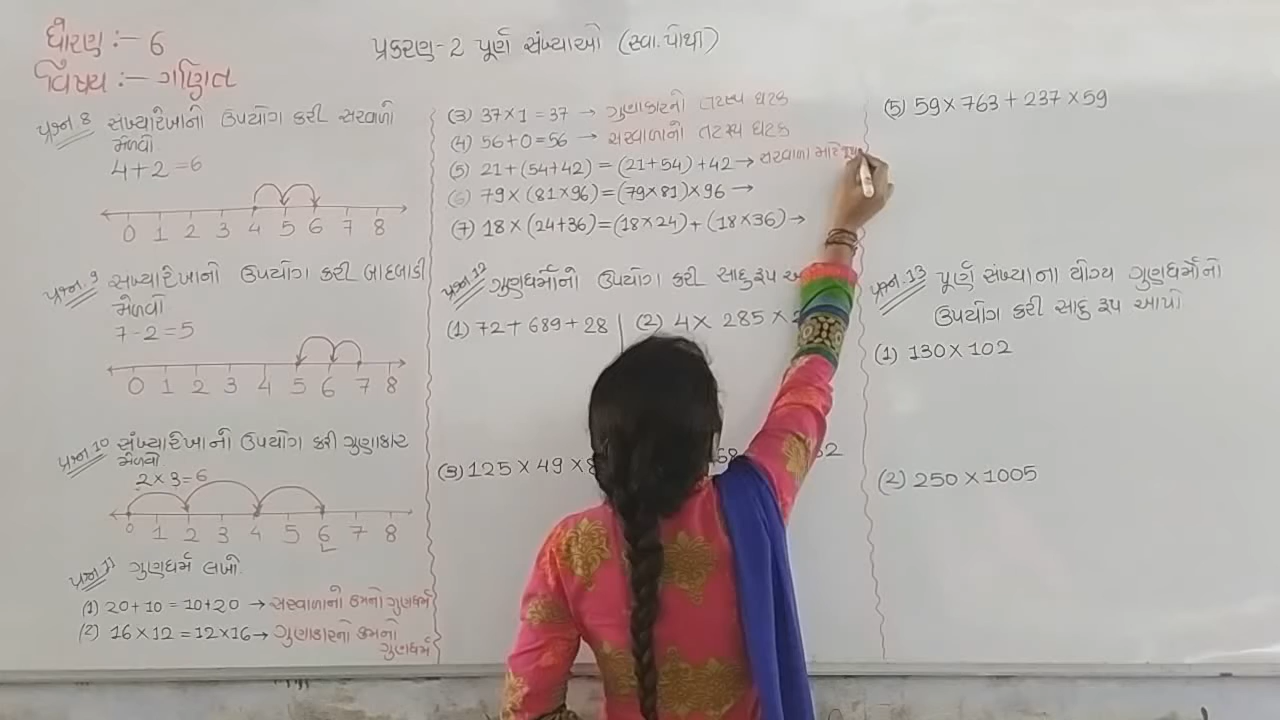 ધોરણ :- 6
વિષય :- ગણિત
પ્રકરણ-2 પૂર્ણ સંખ્યાઓ (સ્વા.પોથી)
પ્રશ્ન 8 સંખ્યારેખાનો ઉપયોગ કરી સરવાળો
મેળવો
4+2=6
0 1 2 3 4 5 6 7 8
પ્રશ્ન.9 સંખ્યારેખાનો ઉપયોગ કરી બાદબાકી
મેળવો
7-2=5
0 1 2 3 4 5 6 7 8
પ્રશ્ન 10 સંખ્યારેખાનો ઉપયોગ કરી ગુણાકાર
મેળવો
2×3=6
0 1 2 3 4 5 6 7 8
પ્રશ્ન 11 ગુણધર્મ લખો.
(1) 20+10=10+20 → સરવાળાનો ક્રમનો ગુણધર્મ
(2) 16×12=12×16→ ગુણાકારનો ક્રમનો
ગુણધર્મ
(3) 37×1=37 → ગુણાકારનો તટસ્થ ઘટક
(4) 56+0=56 → સરવાળાનો તટસ્થ ઘટક
(5) 21+(54+42)=(21+54)+42→ સરવાળા માટે
(6) 79×(81×96)=(79×81)×96 →
(7) 18×(24+36)=(18×24)+(18×36)→
પ્રશ્ન 12 ગુણધર્મોનો ઉપયોગ કરી સાદુ રૂપ
(1) 72+689+28
(2) 4× 285×
(3) 125×49×
(5) 59×763+237×59
પ્રશ્ન.13 પૂર્ણ સંખ્યાના યોગ્ય ગુણધર્મોનો
ઉપયોગ કરી સાદુ રૂપ આપો
(1) 130×102
(2) 250×1005